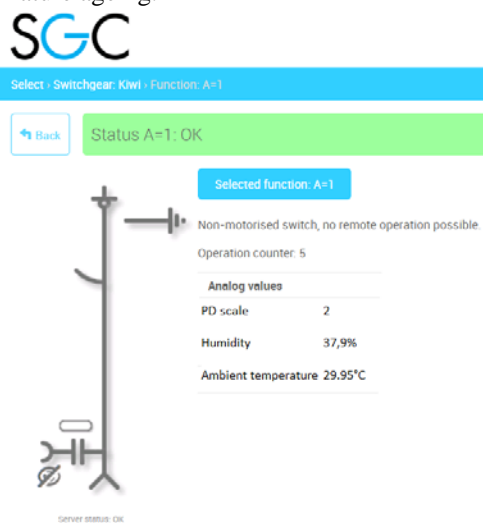 SGC
Select › Switchgear: Kiwi › Function: A=1
Back
Status A=1: OK
Selected function: A=1
Non-motorised switch, no remote operation possible.
Operation counter: 5
Analog values
PD scale 2
Humidity 37,9%
Ambient temperature 29.95°C
Server status: OK